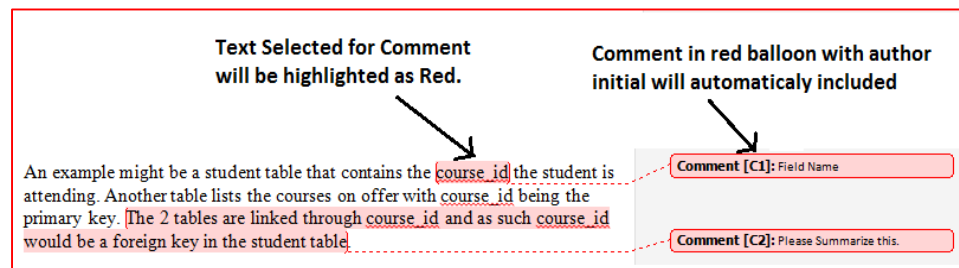 Text Selected for Comment
will be highlighted as Red.
Comment in red balloon with author
initial will automaticaly included
An example might be a student table that contains the course_id the student is
attending. Another table lists the courses on offer with course_id being the
primary key. The 2 tables are linked through course_id and as such course_id
would be a foreign key in the student table.
Comment [C1]: Field Name
Comment [C2]: Please Summarize this.